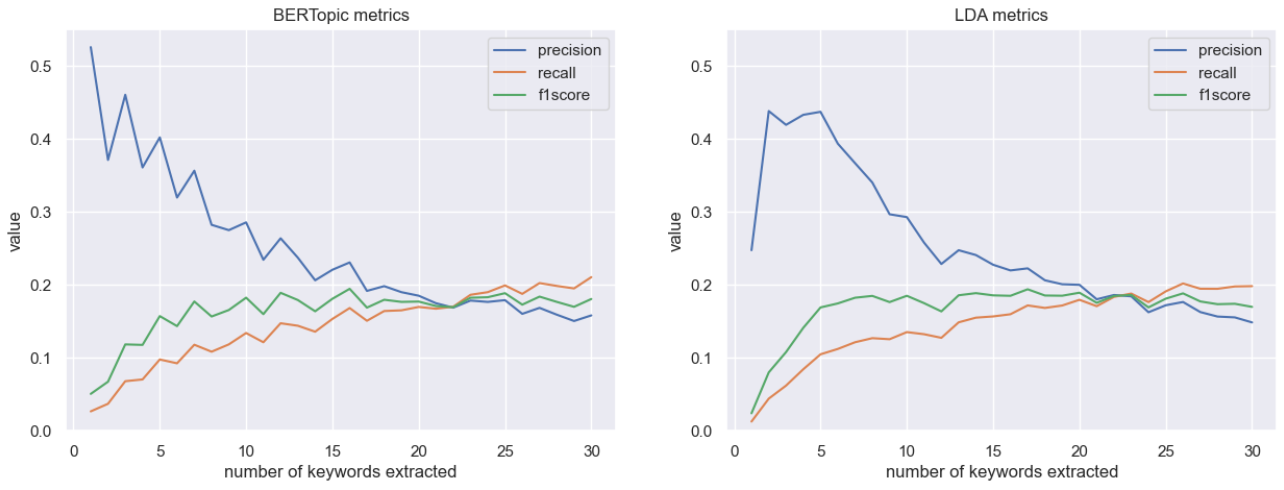 BERTopic metrics
precision
recall
f1score
value
0.5
0.4
0.3
0.2
0.1
0.0
0 5 10 15 20 25 30
number of keywords extracted
LDA metrics
precision
recall
f1score
value
0.5
0.4
0.3
0.2
0.1
0.0
0 5 10 15 20 25 30
number of keywords extracted